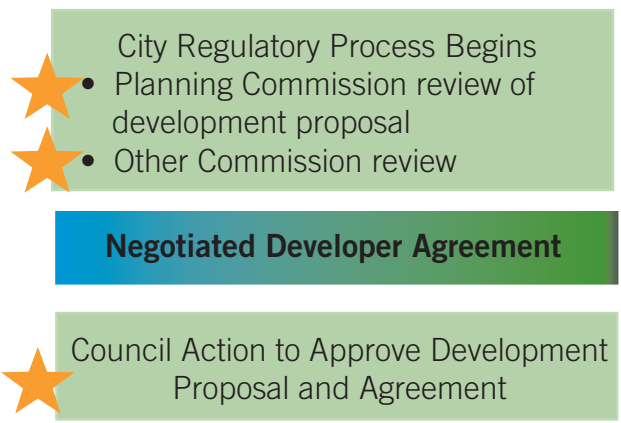 City Regulatory Process Begins
• Planning Commission review of
development proposal
• Other Commission review
Negotiated Developer Agreement
Council Action to Approve Development
Proposal and Agreement